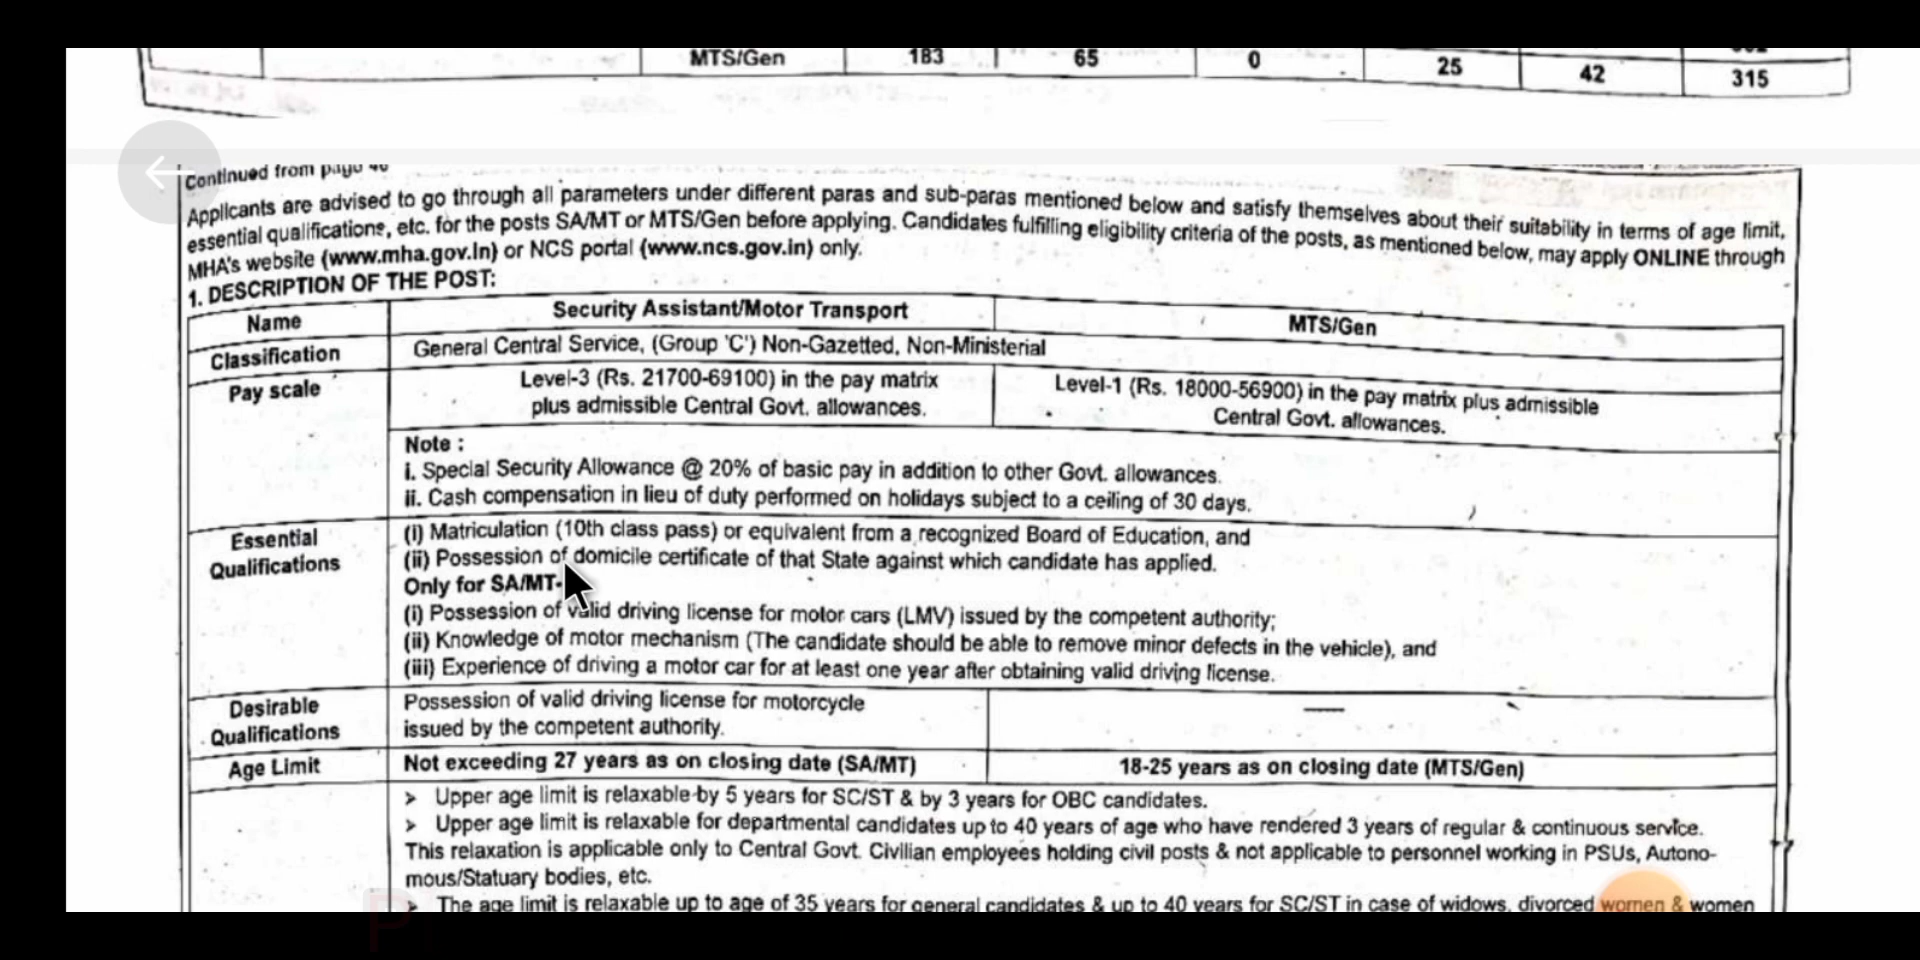 MTS/Gen 183 65 0 25 42 315
Continued from page
Applicants are advised to go through all parameters under different paras and sub-paras mentioned below and satisfy themselves about their suitability in terms of age limit,
essential qualifications, etc. for the posts SA/MT or MTS/Gen before applying. Candidates fulfilling eligibility criteria of the posts, as mentioned below, may apply ONLINE through
MHA's website (www.mha.gov.in) or NCS portal (www.ncs.gov.in) only.
1. DESCRIPTION OF THE POST:
Name Security Assistant/Motor Transport MTS/Gen
Classification General Central Service, (Group 'C') Non-Gazetted, Non-Ministerial
Pay scale Level-3 (Rs. 21700-69100) in the pay matrix
plus admissible Central Govt. allowances.
Level-1 (Rs. 18000-56900) in the pay matrix plus admissible
Central Govt. allowances.
Note :
i. Special Security Allowance @ 20% of basic pay in addition to other Govt. allowances.
ii. Cash compensation in lieu of duty performed on holidays subject to a ceiling of 30 days.
Essential
Qualifications
(i) Matriculation (10th class pass) or equivalent from a recognized Board of Education, and
(ii) Possession of domicile certificate of that State against which candidate has applied.
Only for SA/MT-
(i) Possession of valid driving license for motor cars (LMV) issued by the competent authority;
(ii) Knowledge of motor mechanism (The candidate should be able to remove minor defects in the vehicle), and
(iii) Experience of driving a motor car for at least one year after obtaining valid driving license.
Desirable
Qualifications
Possession of valid driving license for motorcycle
issued by the competent authority.
Age Limit Not exceeding 27 years as on closing date (SA/MT) 18-25 years as on closing date (MTS/Gen)
> Upper age limit is relaxable by 5 years for SC/ST & by 3 years for OBC candidates.
> Upper age limit is relaxable for departmental candidates up to 40 years of age who have rendered 3 years of regular & continuous service.
This relaxation is applicable only to Central Govt. Civilian employees holding civil posts & not applicable to personnel working in PSUs, Autono-
mous/Statuary bodies, etc.
> The age limit is relaxable up to age of 35 years for general candidates & up to 40 years for SC/ST in case of widows, divorced women & women
P